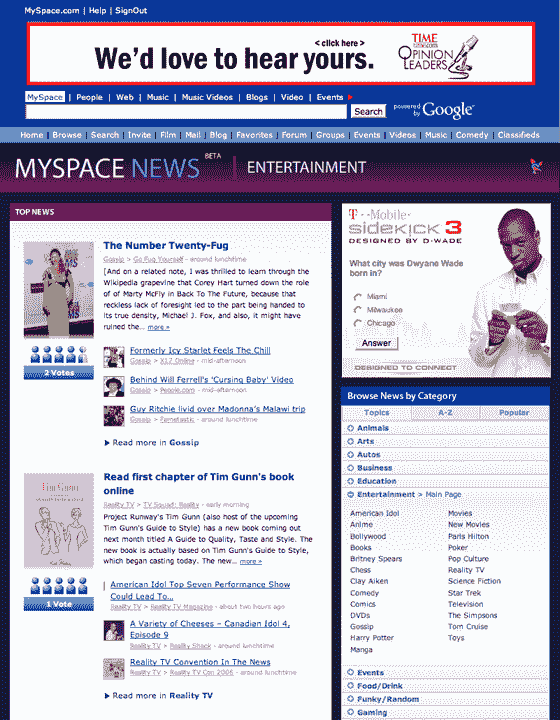 MySpace.com | Help | SignOut
< click here >
We'd love to hear yours.
TIME
OPINION
LEADERS
MySpace | People | Web | Music | Music Videos | Blogs | Video | Events
Search
powered by Google
Home | Browse | Search | Invite | Film | Mail | Blog | Favorites | Forum | Groups | Events | Videos | Music | Comedy | Classifieds
MYSPACE NEWS BETA | ENTERTAINMENT
TOP NEWS
The Number Twenty-Fug
Gossip > Go Fug Yourself - around lunchtime
[And on a related note, I was thrilled to learn through the
Wikipedia grapevine that Corey Hart turned down the role
of of Marty McFly in Back To The Future, because that
reckless lack of foresight led to the part being handed to
its true density, Michael J. Fox, and also, it might have
ruined the... more »
2 Votes
Formerly Icy Starlet Feels The Chill
Gossip > X17 Online - mid-afternoon
Behind Will Ferrell's 'Cursing Baby' Video
Gossip > People.com - mid-afternoon
Guy Ritchie livid over Madonna's Malawi trip
Gossip > Pametastic - around lunchtime
Read more in Gossip
Read first chapter of Tim Gunn's book
online
Reality TV > TV Squad: Reality - early morning
Project Runway's Tim Gunn (also host of the upcoming
Tim Gunn's Guide to Style) has a new book coming out
next month titled A Guide to Quality, Taste and Style. The
new book is actually based on Tim Gunn's Guide to Style,
which began casting today. The new... more »
Tim Gunn
1 Vote
American Idol Top Seven Performance Show
Could Lead To...
Reality TV > Reality TV Magazine - about two hours ago
A Variety of Cheeses – Canadian Idol 4,
Episode 9
Reality TV > Reality Shack - around lunchtime
Reality TV Convention In The News
Reality TV > Reality TV Con 2006 - around lunchtime
Read more in Reality TV
T··Mobile·
sidekick 3
DESIGNED BY D-WADE
What city was Dwyane Wade
born in?
Miami
Milwaukee
Chicago
Answer
DESIGNED TO CONNECT
Browse News by Category
Topics A-Z Popular
Animals
Arts
Autos
Business
Education
Entertainment > Main Page
American Idol Movies
Anime New Movies
Bollywood Paris Hilton
Books Poker
Britney Spears Pop Culture
Chess Reality TV
Clay Aiken Science Fiction
Comedy Star Trek
Comics Television
DVDs The Simpsons
Gossip Tom Cruise
Harry Potter Toys
Manga
Events
Food/Drink
Funky/Random
Gaming